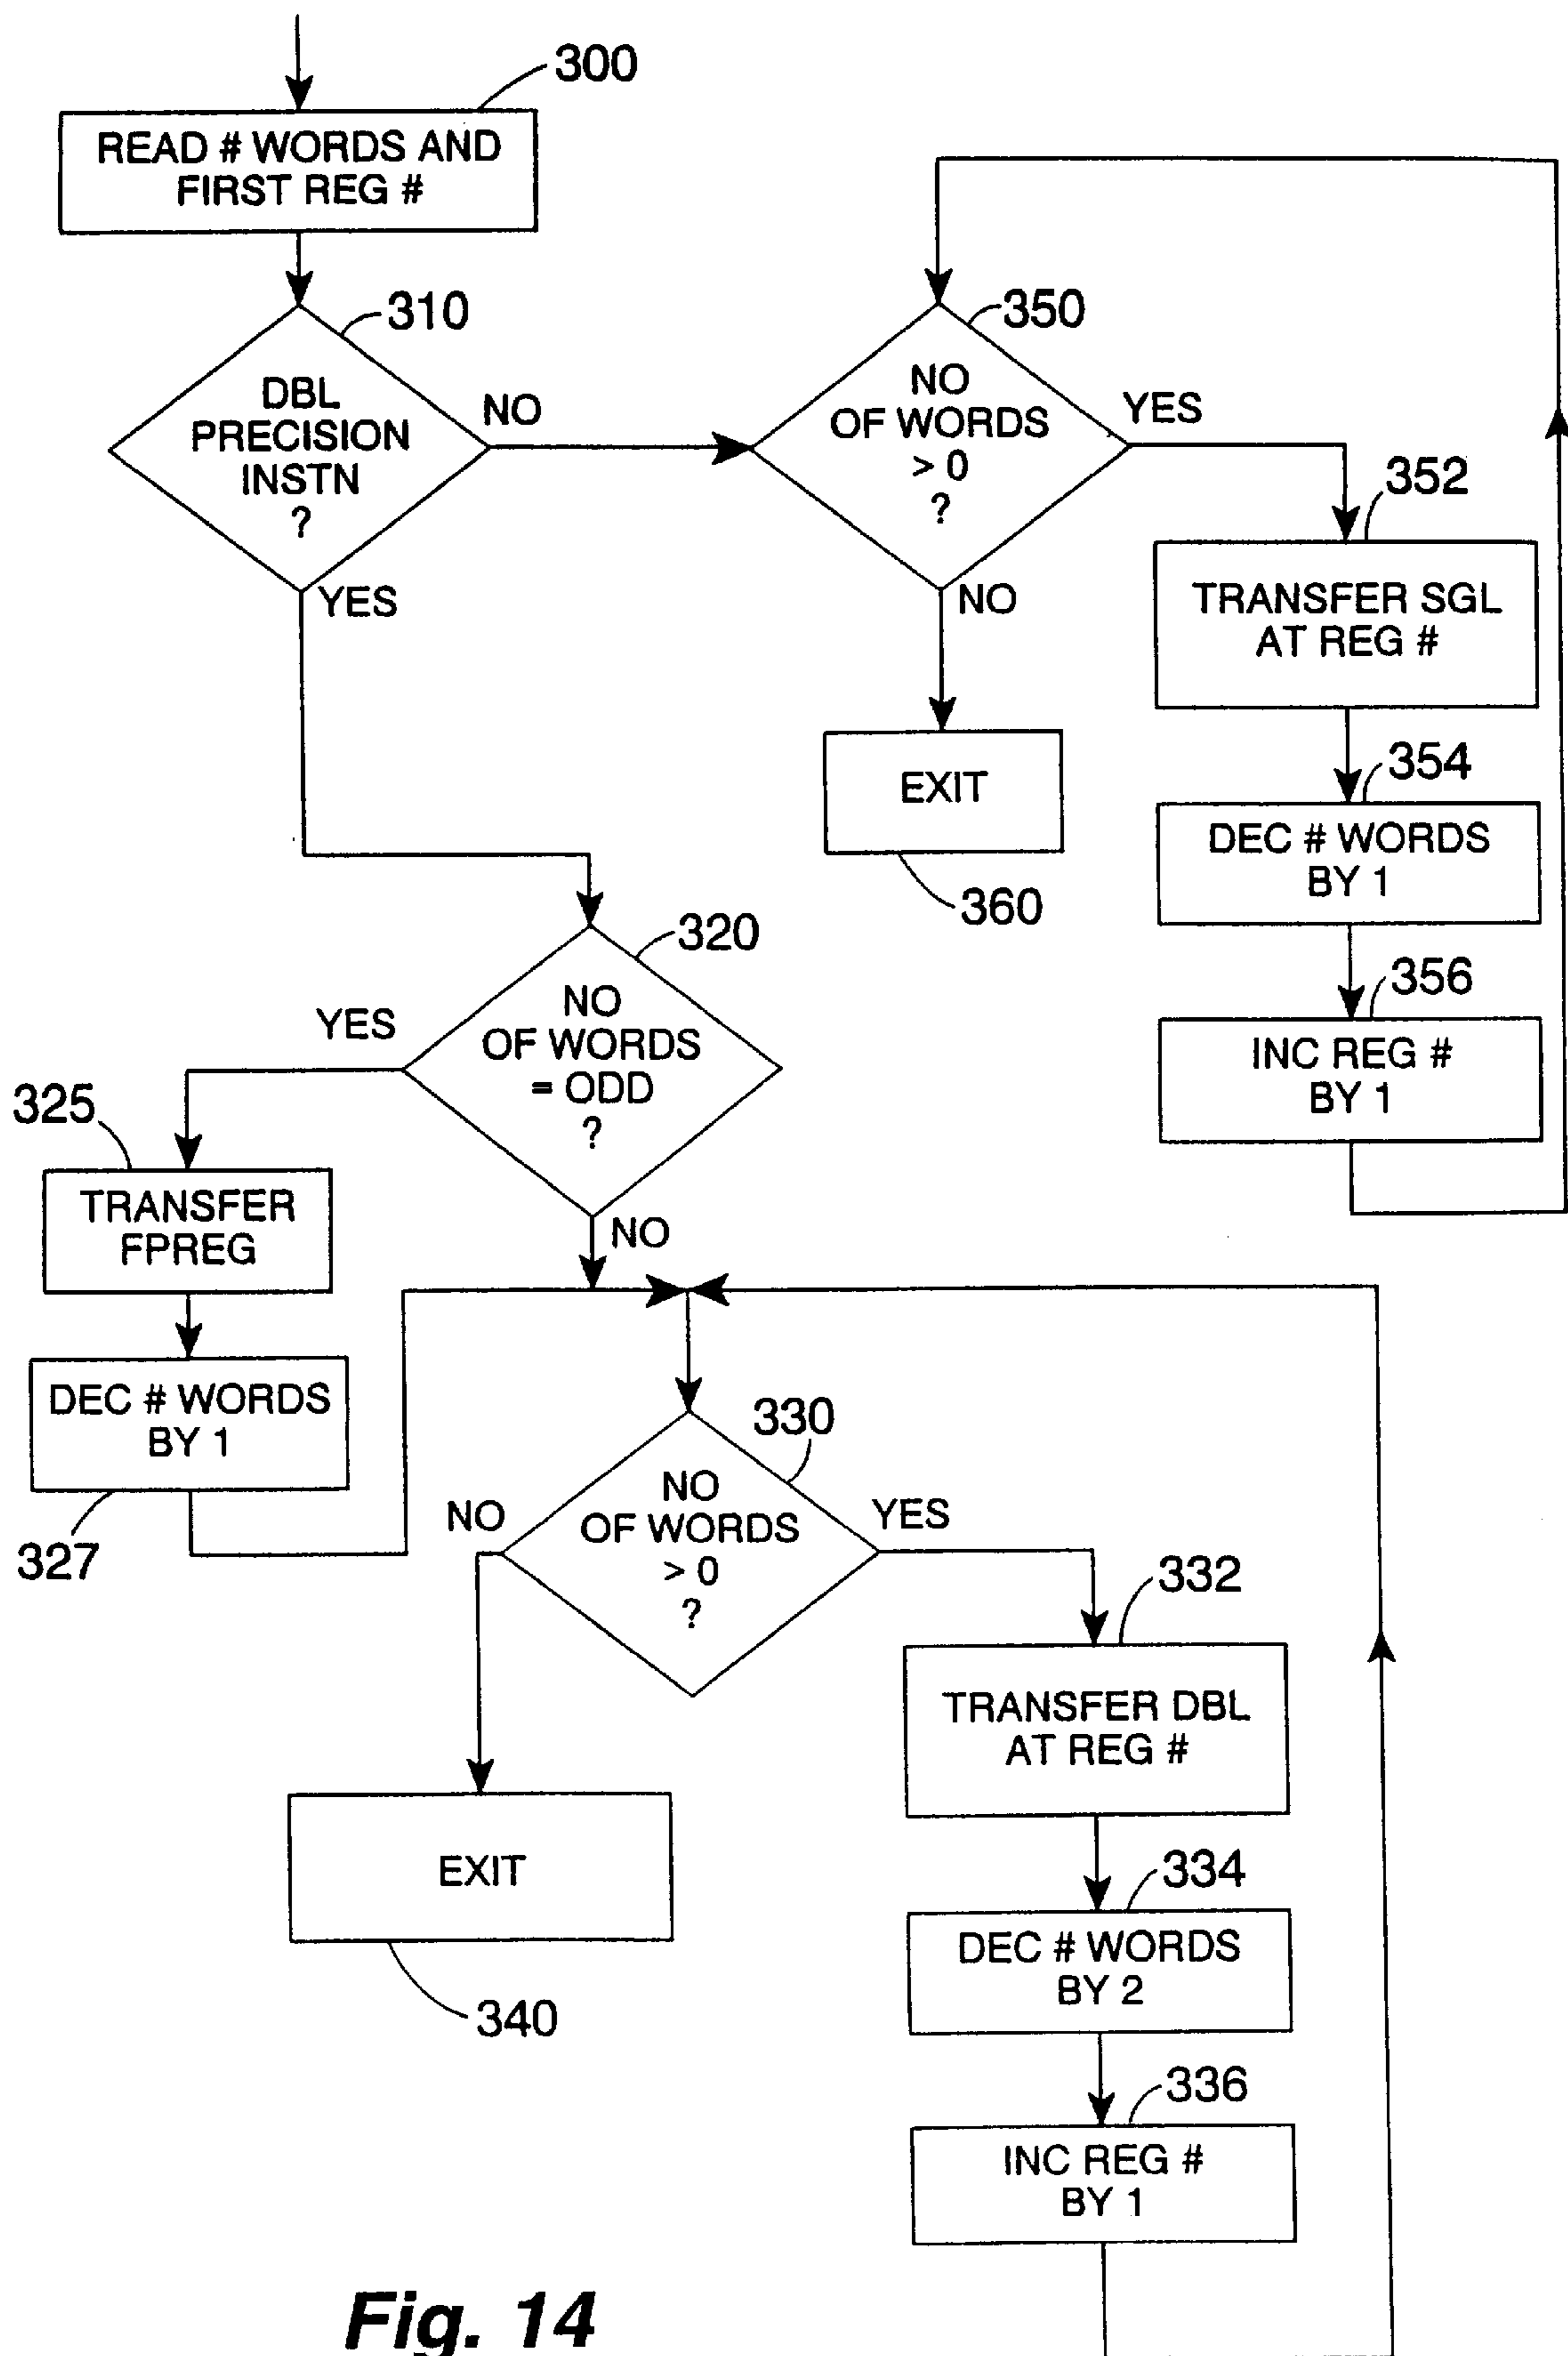 300
READ # WORDS AND
FIRST REG #
310
DBL
PRECISION
INSTN
?
NO
YES
350
NO
OF WORDS
> 0
?
YES
NO
352
TRANSFER SGL
AT REG #
354
DEC # WORDS
BY 1
356
INC REG #
BY 1
EXIT
360
320
NO
OF WORDS
= ODD
?
YES
NO
325
TRANSFER
FPREG
DEC # WORDS
BY 1
327
330
NO
OF WORDS
> 0
?
NO
YES
332
TRANSFER DBL
AT REG #
334
DEC # WORDS
BY 2
336
INC REG #
BY 1
EXIT
340
Fig. 14